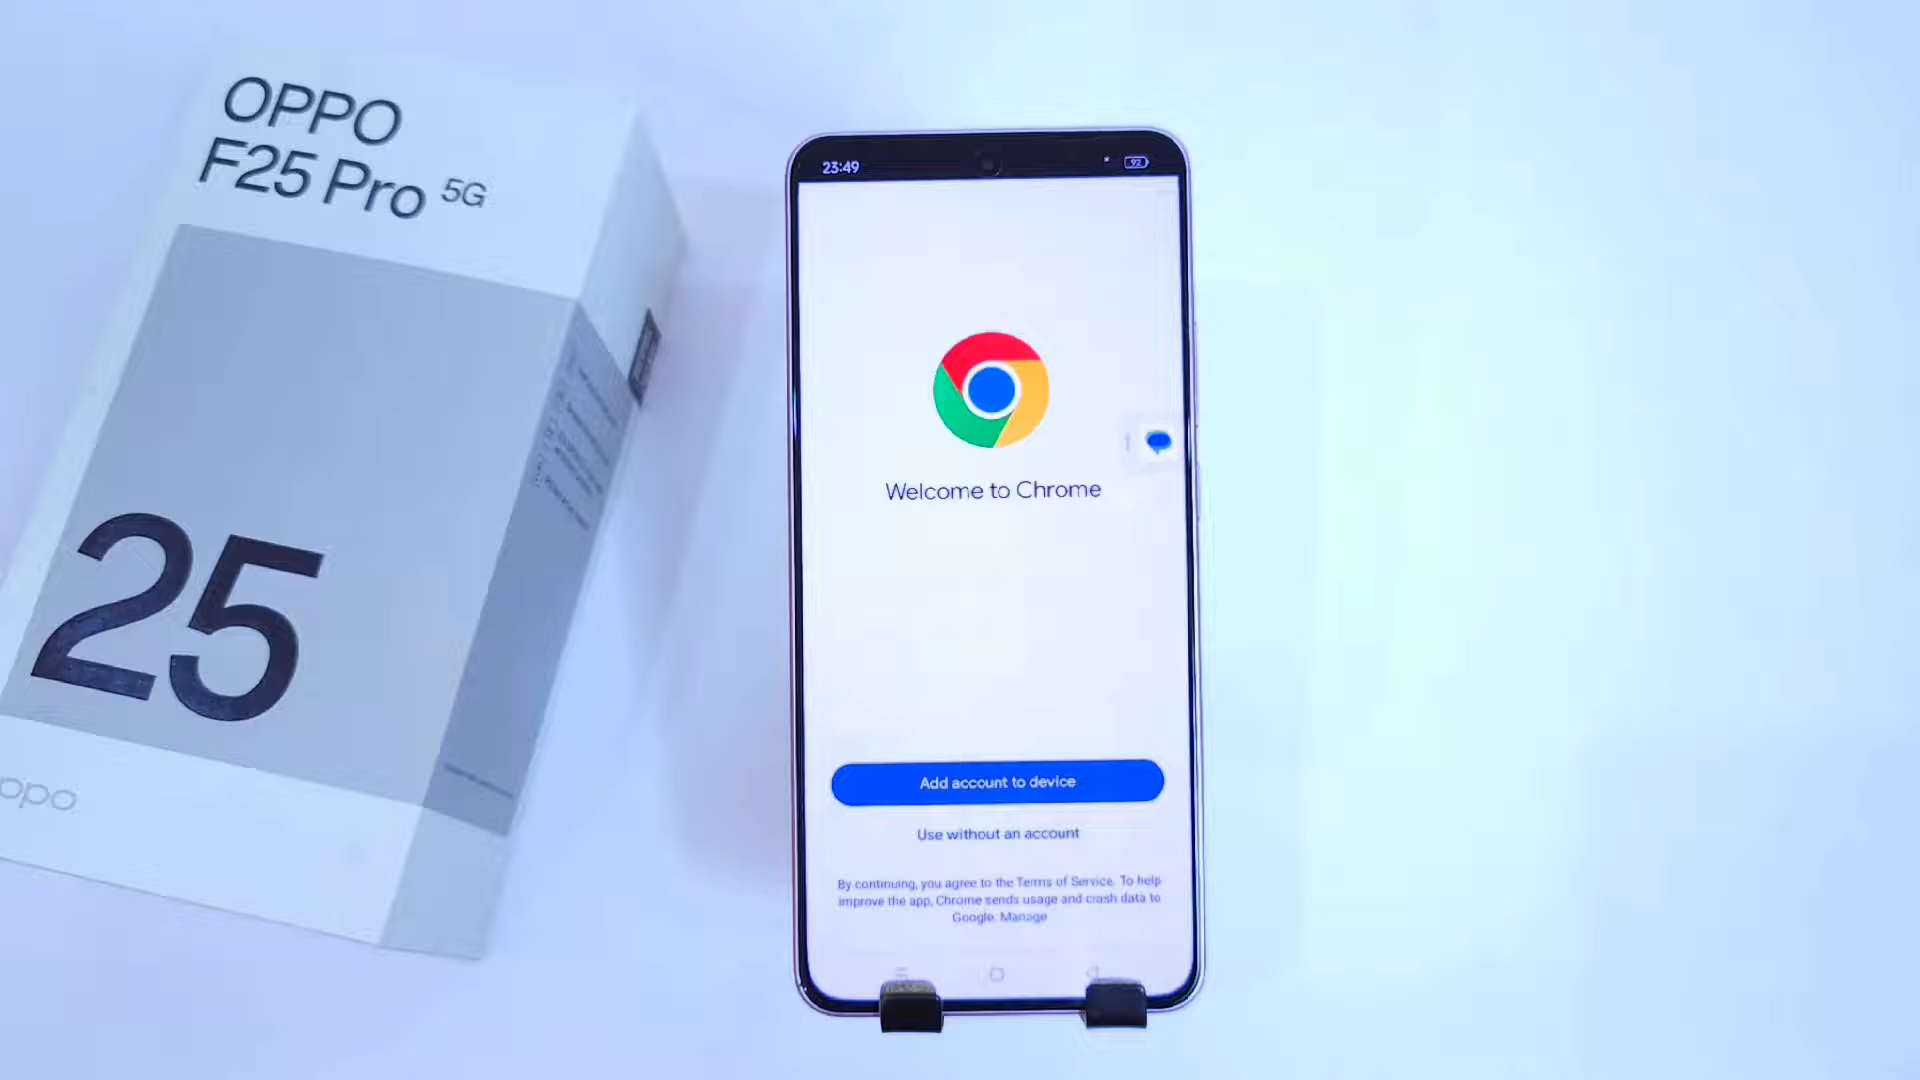 OPPO
F25 Pro 5G
25
oppo
23:49
92
Welcome to Chrome
Add account to device
Use without an account
By continuing, you agree to the Terms of Service. To help
improve the app, Chrome sends usage and crash data to
Google. Manage